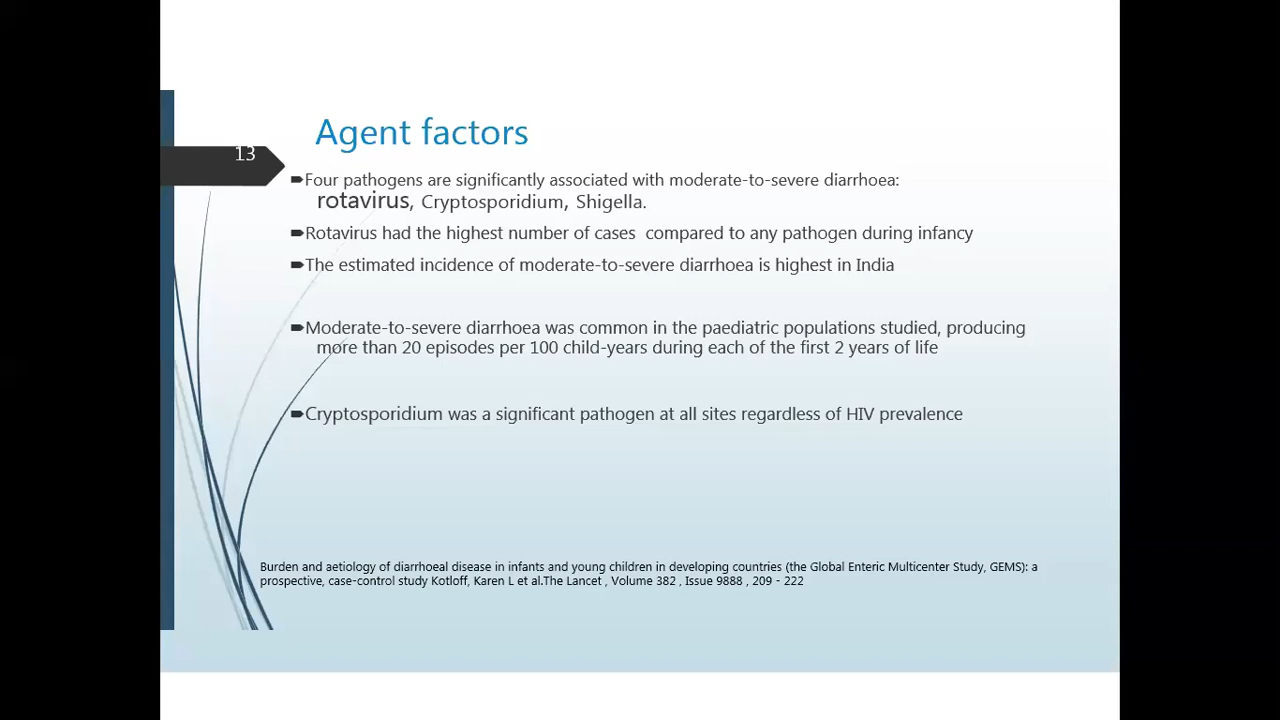 Agent factors
13
Four pathogens are significantly associated with moderate-to-severe diarrhoea:
rotavirus, Cryptosporidium, Shigella.
Rotavirus had the highest number of cases compared to any pathogen during infancy
The estimated incidence of moderate-to-severe diarrhoea is highest in India
Moderate-to-severe diarrhoea was common in the paediatric populations studied, producing
more than 20 episodes per 100 child-years during each of the first 2 years of life
Cryptosporidium was a significant pathogen at all sites regardless of HIV prevalence
Burden and aetiology of diarrhoeal disease in infants and young children in developing countries (the Global Enteric Multicenter Study, GEMS): a
prospective, case-control study Kotloff, Karen L et al.The Lancet , Volume 382 , Issue 9888 , 209 - 222